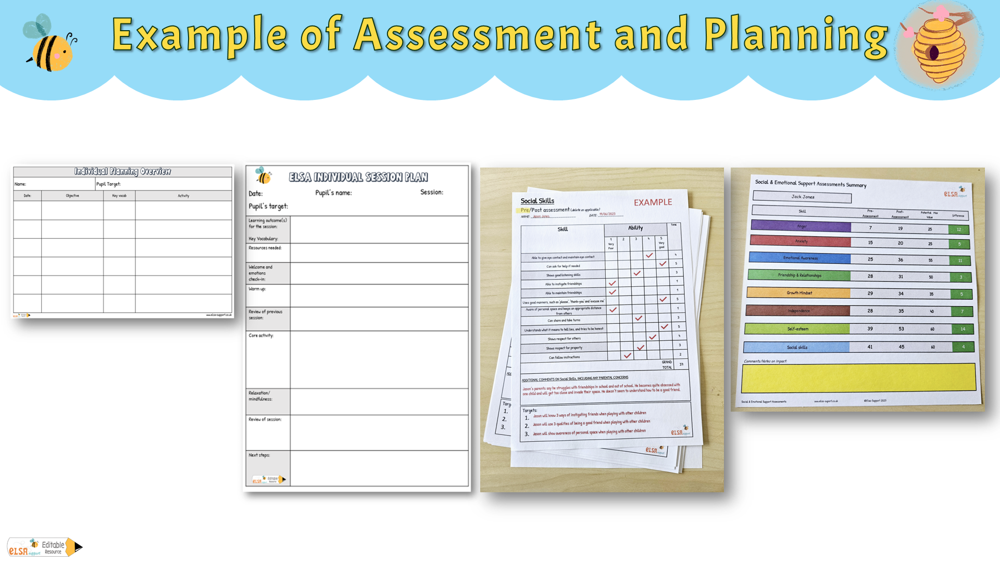 Example of Assessment and Planning
Individual Planning Overview
Name: Pupil Target:
Date: Objective Key vocab Activity
www.elsa-support.co.uk
ELSA INDIVIDUAL SESSION PLAN
Date: Pupil's name: Session:
Pupil's target:
Learning outcome(s)
for the session:
Key Vocabulary:
Resources needed:
Welcome and
emotions
check-in:
Warm up:
Review of previous
session:
Core activity:
Relaxation/
mindfulness:
Review of session:
Next steps:
ELSA support Editable
Resource
Social Skills
EXAMPLE
Pre/Post assessment (delete as applicable)
NAME: Jason Jones DATE: 11/06/2023
Skill Ability Total
1 2 3 4 5
Very Very
Poor good
Able to give eye contact and maintain eye contact 4
Can ask for help if needed 5
Shows good listening skills 3
Able to instigate friendships 1
Able to maintain friendships 1
Uses good manners, such as 'please', 'thank-you' and 'excuse me' 5
Aware of personal space and keeps an appropriate distance
from others 1
Can share and take turns 3
Understands what it means to tell lies, and tries to be honest 5
Shows respect for others 4
Shows respect for property 3
Can follow instructions 2
GRAND
TOTAL 37
ADDITIONAL COMMENTS ON Social Skills, INCLUDING ANY PARENTAL CONCERNS
Jason's parents say he struggles with friendships in school and out of school. He becomes quite obsessed with
one child and will get too close and invade their space. He doesn't seem to understand how to be a good friend.
Targets:
1. Jason will know 3 ways of instigating friends when playing with other children
2. Jason will use 3 qualities of being a good friend when playing with other children
3. Jason will show awareness of personal space when playing with other children
ELSA support
ELSA support
Targ
1.
2.
3.
Social & Emotional Support Assessments Summary
ELSA support
Jack Jones
Skill Pre-Assessment Post-Assessment Potential Max Value Difference
Anger 7 19 25 12
Anxiety 15 20 25 5
Emotional Awareness 25 36 55 11
Friendship & Relationships 28 31 50 3
Growth Mindset 29 34 35 5
Independence 28 35 40 7
Self-esteem 39 53 60 14
Social skills 41 45 60 4
Comments/Notes on Impact:
Social & Emotional Support Assessments www.elsa-support.co.uk ©Elsa-Support 2023
ELSA support Editable
Resource